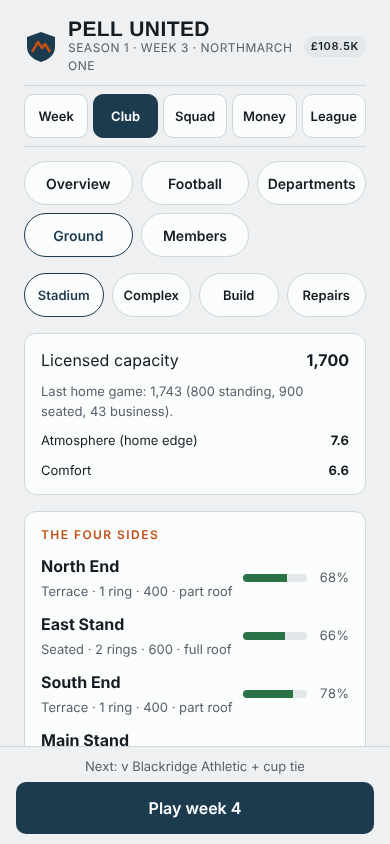 PELL UNITED
SEASON 1 · WEEK 3 · NORTHMARCH
ONE
£108.5K
Week
Club
Squad
Money
League
Overview
Football
Departments
Ground
Members
Stadium
Complex
Build
Repairs
Licensed capacity
1,700
Last home game: 1,743 (800 standing, 900
seated, 43 business).
Atmosphere (home edge)
7.6
Comfort
6.6
THE FOUR SIDES
North End
Terrace · 1 ring · 400 · part roof
68%
East Stand
Seated · 2 rings · 600 · full roof
66%
South End
Terrace · 1 ring · 400 · part roof
78%
Main Stand
Next: v Blackridge Athletic + cup tie
Play week 4